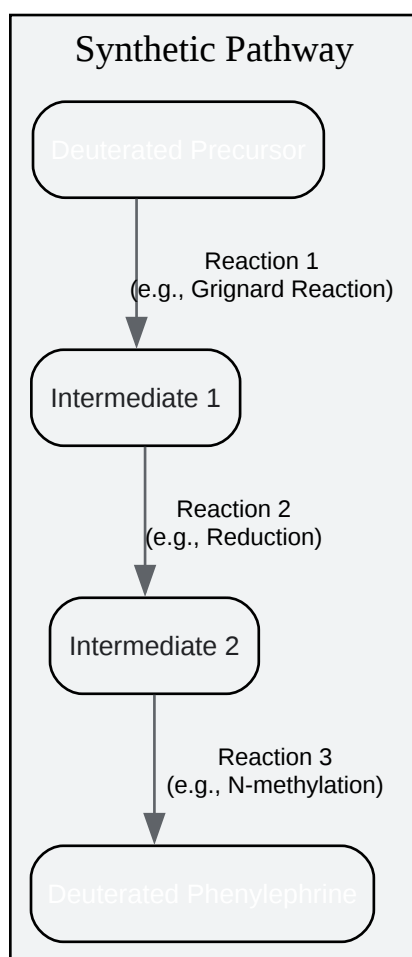 Synthetic Pathway
Deuterated Precursor
Reaction 1
(e.g., Grignard Reaction)
Intermediate 1
Reaction 2
(e.g., Reduction)
Intermediate 2
Reaction 3
(e.g., N-methylation)
Deuterated Phenylephrine